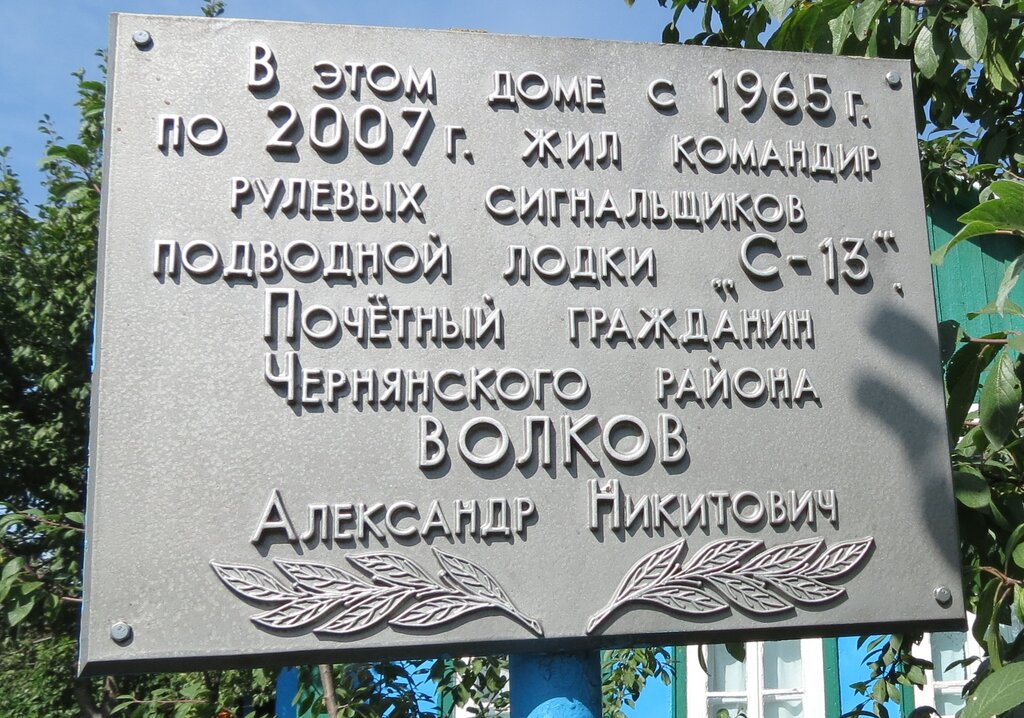 В этом доме с 1965 г.
по 2007 г. жил командир
рулевых сигнальщиков
подводной лодки „С-13“.
Почётный гражданин
Чернянского района
ВОЛКОВ
Александр Никитович